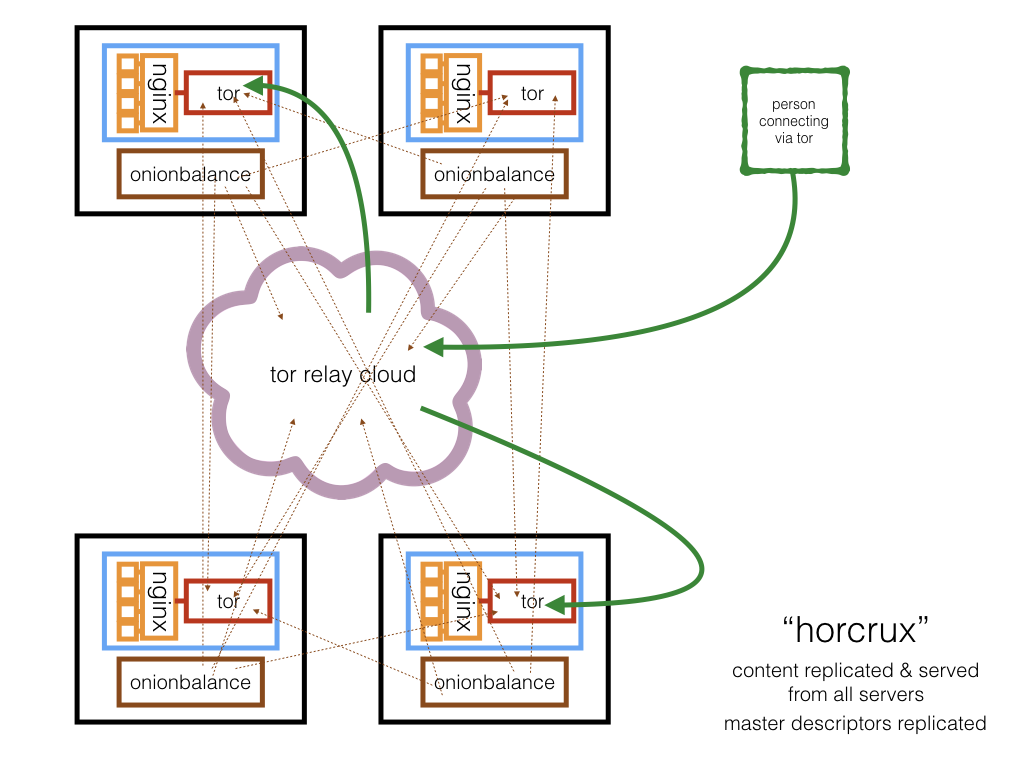 nginx
tor
onionbalance
nginx
tor
onionbalance
person
connecting
via tor
tor relay cloud
nginx
tor
onionbalance
nginx
tor
onionbalance
“horcrux”
content replicated & served
from all servers
master descriptors replicated